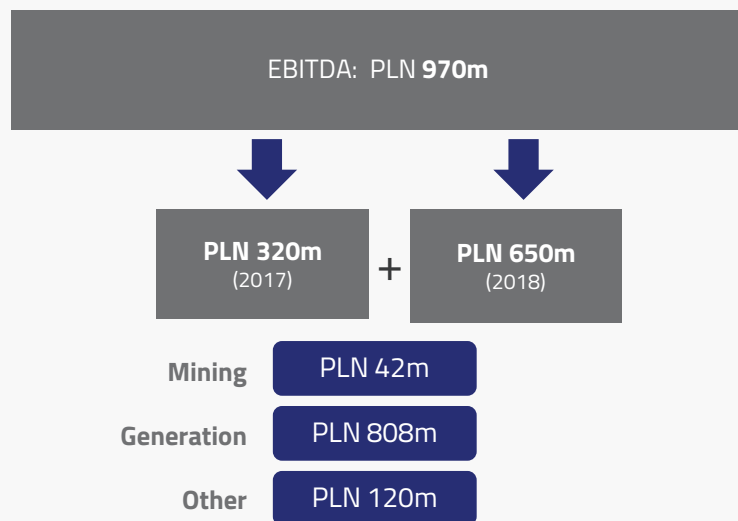 EBITDA: PLN 970m
PLN 320m
(2017)
+
PLN 650m
(2018)
Mining PLN 42m
Generation PLN 808m
Other PLN 120m